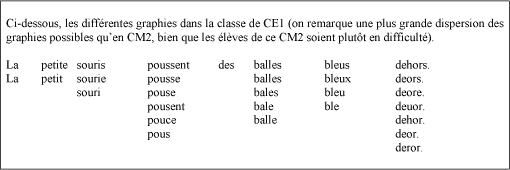 Ci-dessous, les différentes graphies dans la classe de CE1 (on remarque une plus grande dispersion des
graphies possibles qu'en CM2, bien que les élèves de ce CM2 soient plutôt en difficulté).
La petite souris poussent des balles bleus dehors.
La petit sourie pousse balles bleux deors.
souri pouse bales bleu deore.
pousent bale ble deuor.
pouce balle dehor.
pous deor.
deror.